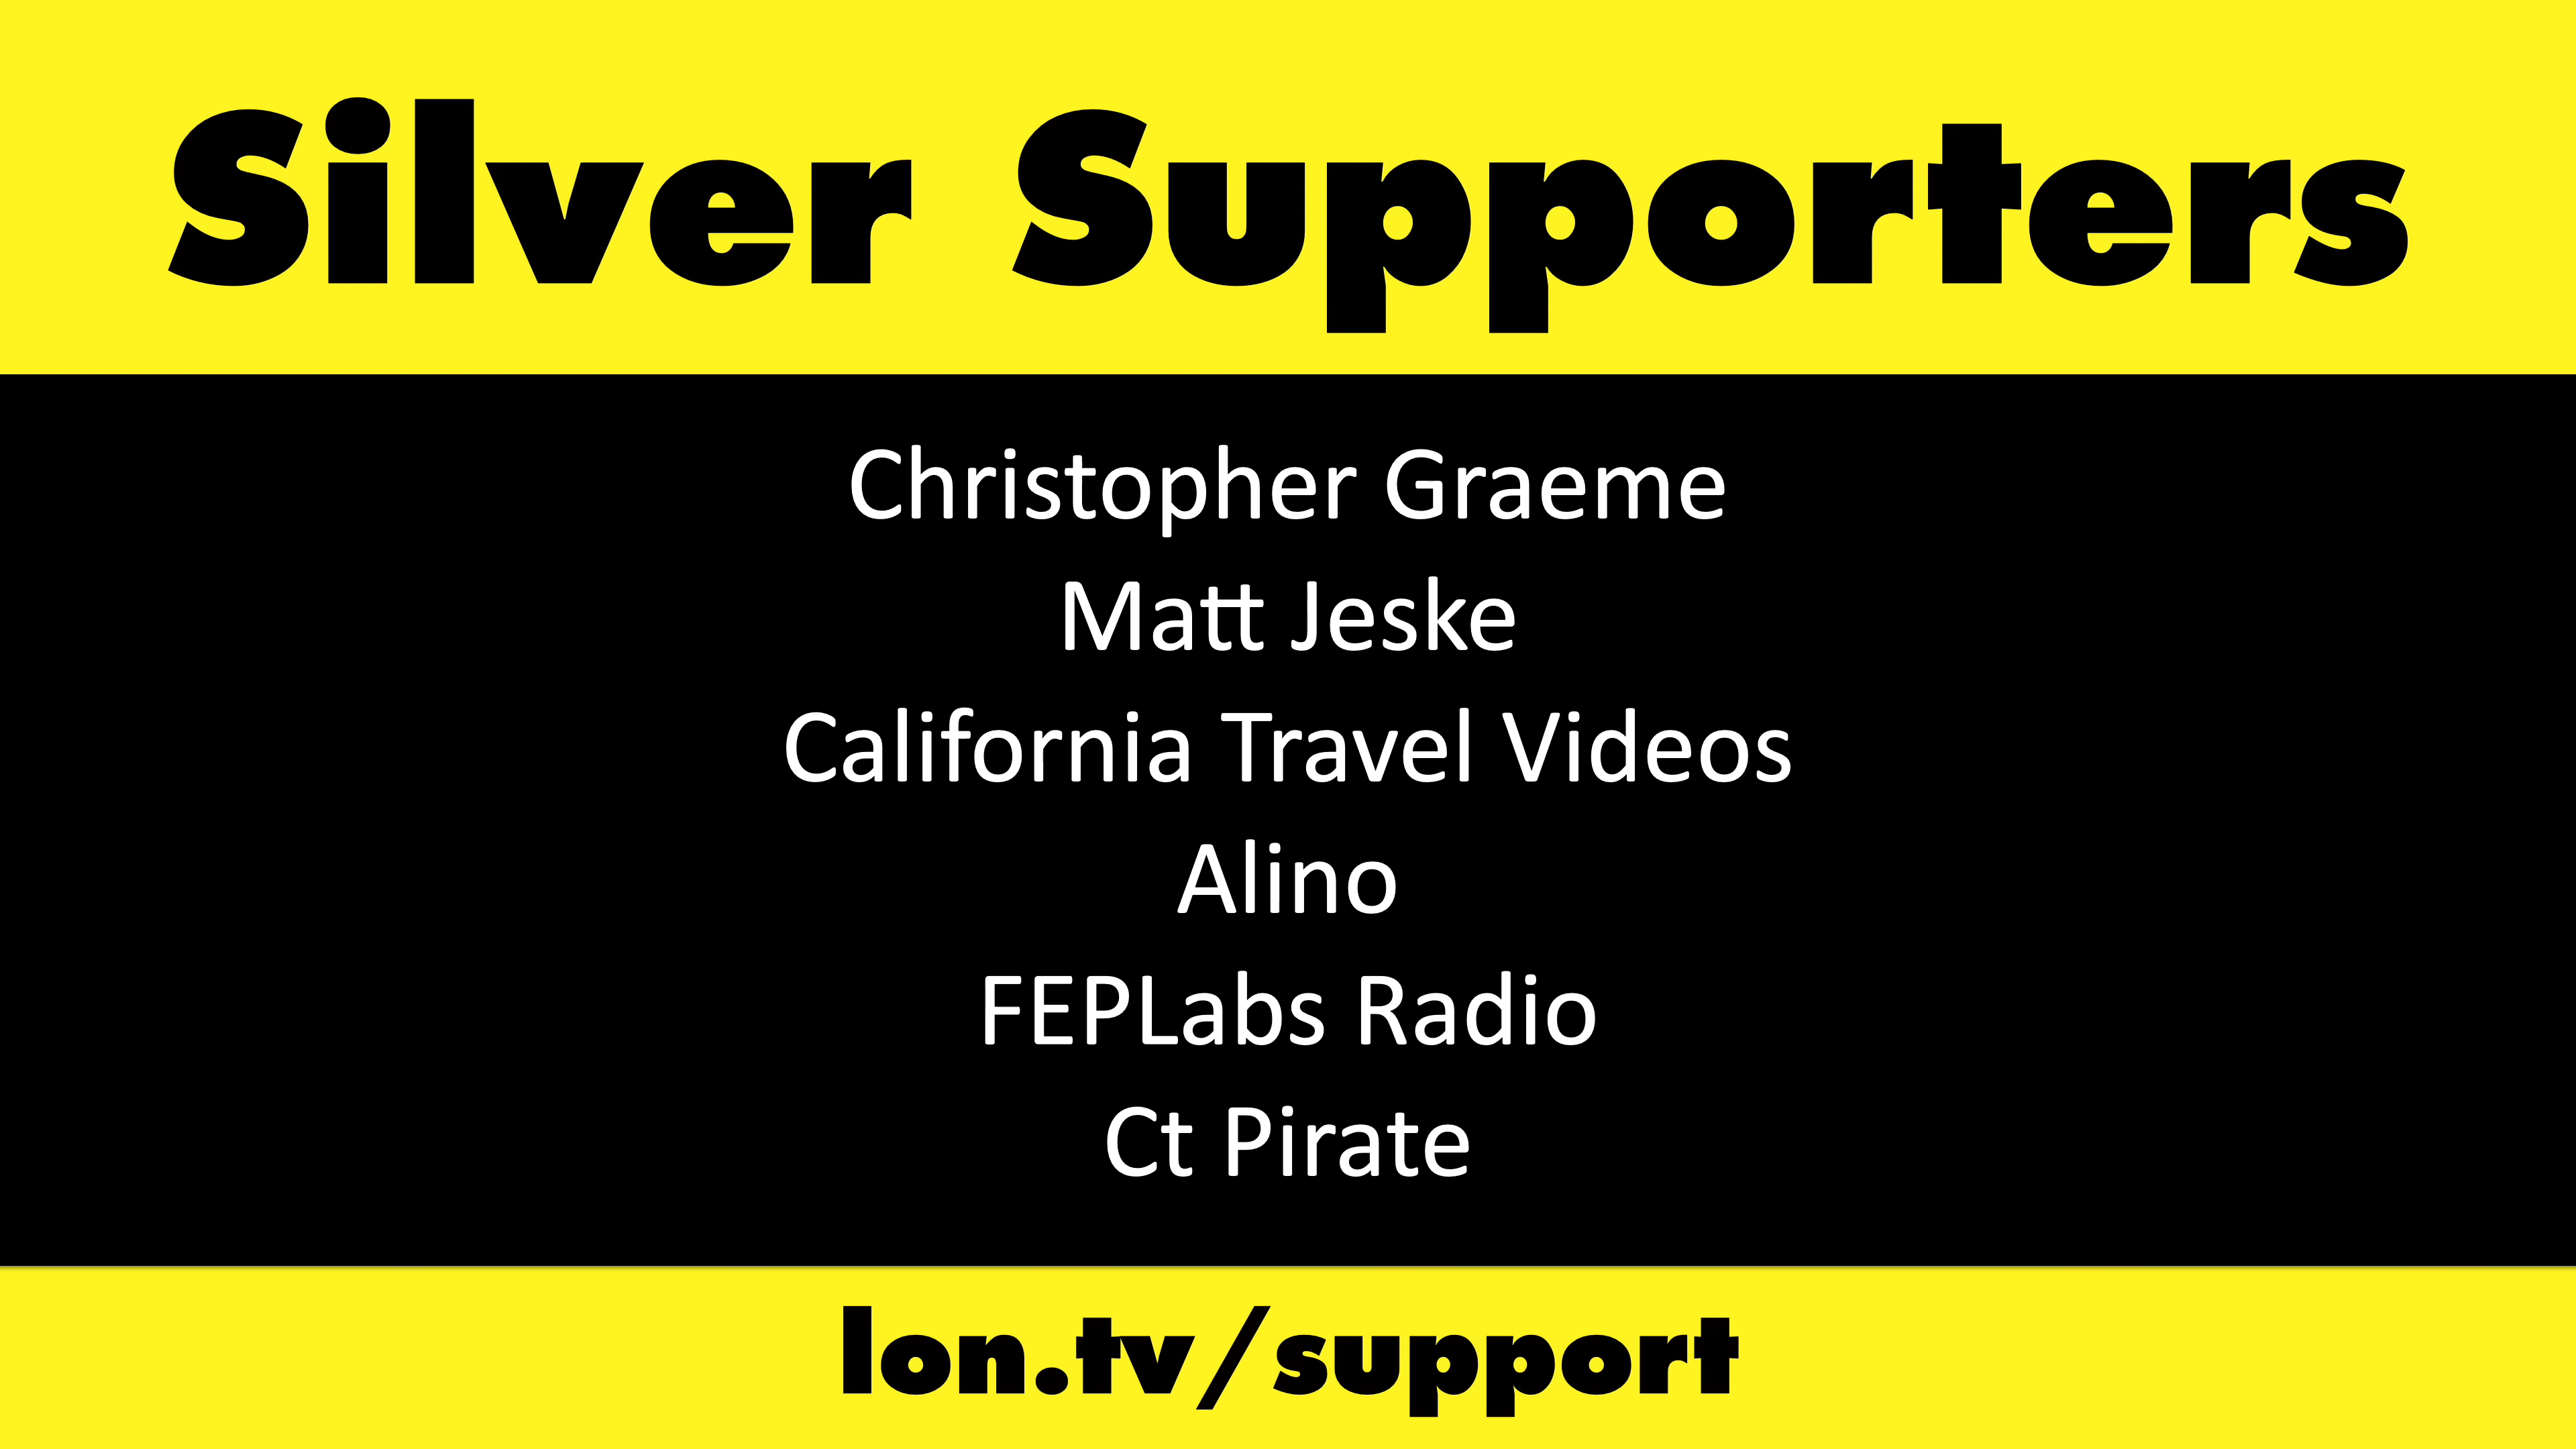 Silver Supporters
Christopher Graeme
Matt Jeske
California Travel Videos
Alino
FEPLabs Radio
Ct Pirate
lon.tv/support